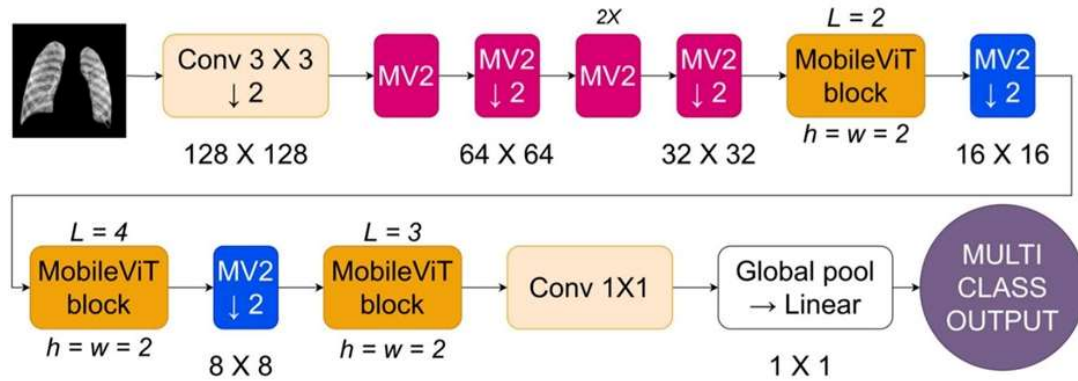 2X
L = 2
Conv 3 X 3
↓ 2
MV2
MV2
↓ 2
MV2
MV2
↓ 2
MobileViT
block
MV2
↓ 2
h = w = 2
128 X 128
64 X 64
32 X 32
16 X 16
L = 4
L = 3
MobileViT
block
MV2
↓ 2
MobileViT
block
Conv 1X1
Global pool
→ Linear
MULTI
CLASS
OUTPUT
h = w = 2
8 X 8
h = w = 2
1 X 1